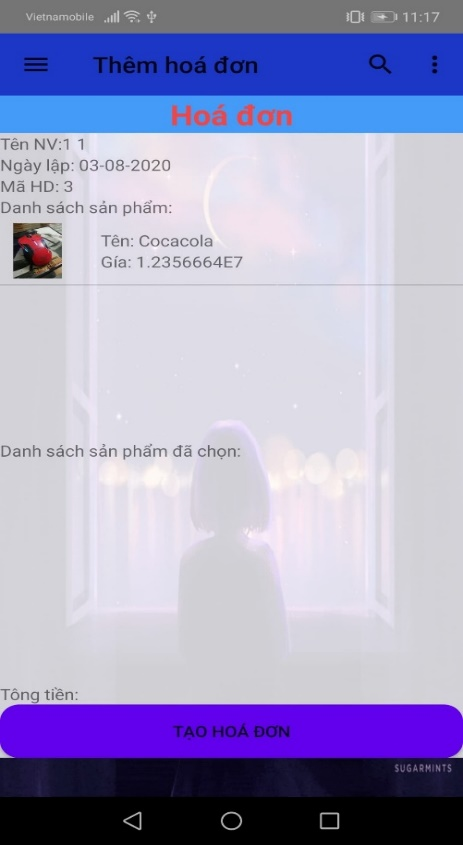 Vietnamobile 11:17
Thêm hoá đơn
Hoá đơn
Tên NV:1 1
Ngày lập: 03-08-2020
Mã HD: 3
Danh sách sản phẩm:
Tên: Cocacola
Gía: 1.2356664E7
Danh sách sản phẩm đã chọn:
Tông tiền:
TẠO HOÁ ĐƠN
SUGARMINTS